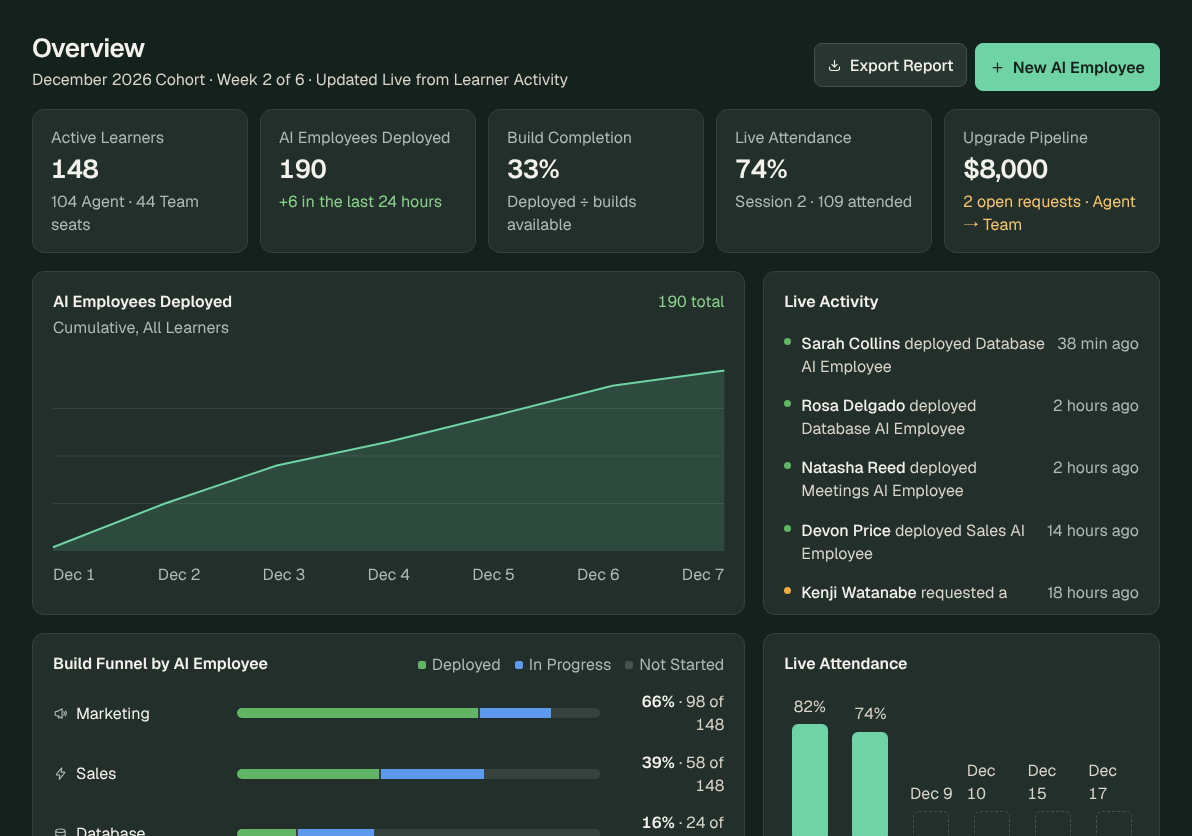 Overview
December 2026 Cohort · Week 2 of 6 · Updated Live from Learner Activity
Export Report
+ New AI Employee
Active Learners
148
104 Agent · 44 Team
seats
AI Employees Deployed
190
+6 in the last 24 hours
Build Completion
33%
Deployed ÷ builds
available
Live Attendance
74%
Session 2 · 109 attended
Upgrade Pipeline
$8,000
2 open requests · Agent
→ Team
AI Employees Deployed
190 total
Cumulative, All Learners
Dec 1
Dec 2
Dec 3
Dec 4
Dec 5
Dec 6
Dec 7
Live Activity
Sarah Collins deployed Database 38 min ago
AI Employee
Rosa Delgado deployed 2 hours ago
Database AI Employee
Natasha Reed deployed 2 hours ago
Meetings AI Employee
Devon Price deployed Sales AI 14 hours ago
Employee
Kenji Watanabe requested a 18 hours ago
Build Funnel by AI Employee
Deployed
In Progress
Not Started
Marketing
66% · 98 of
148
Sales
39% · 58 of
148
Database
16% · 24 of
Live Attendance
82%
74%
Dec 9
Dec
10
Dec
15
Dec
17